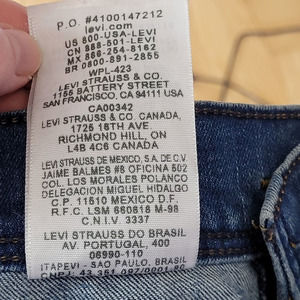 P.O. #4100147212
levi.com
US 800-USA-LEVI
CN 888-501-LEVI
MX 866-254-8162
BR 0800-891-2855
WPL-423
LEVI STRAUSS & CO.
1155 BATTERY STREET
SAN FRANCISCO, CA 94111 USA
CA00342
LEVI STRAUSS & CO. CANADA,
1725 16TH AVE.
RICHMOND HILL, ON
L4B 4C6 CANADA
LEVI STRAUSS DE MEXICO, S.A. DE C.V.
JAIME BALMES #8 OFICINA 502
COL. LOS MORALES POLANCO
DELEGACION MIGUEL HIDALGO
C.P. 11510 MEXICO D.F.
R.F.C. LSM 660816 M-98
C.N.I.V. 3337
LEVI STRAUSS DO BRASIL
AV. PORTUGAL, 400
06690-110
ITAPEVI - SAO PAULO, BRASIL